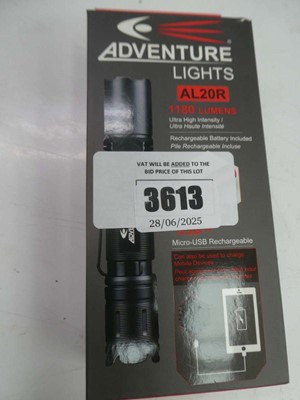 ADVENTURE
LIGHTS
AL20R
1180 LUMENS
Ultra High Intensity /
Ultra Haute Intensité
Rechargeable Battery Included
Pile Rechargeable Incluse
VAT WILL BE ADDED TO THE
BID PRICE OF THIS LOT
3613
28/06/2025
Micro-USB Rechargeable
Can also be used to charge
Mobile Devices